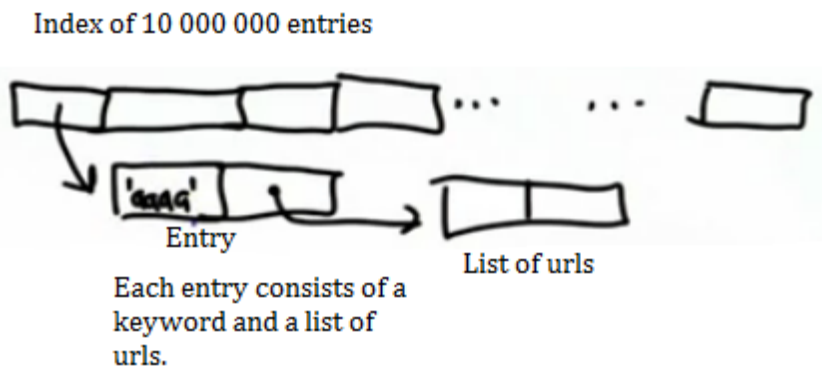 Index of 10 000 000 entries
'aaaa'
Entry
List of urls
Each entry consists of a
keyword and a list of
urls.